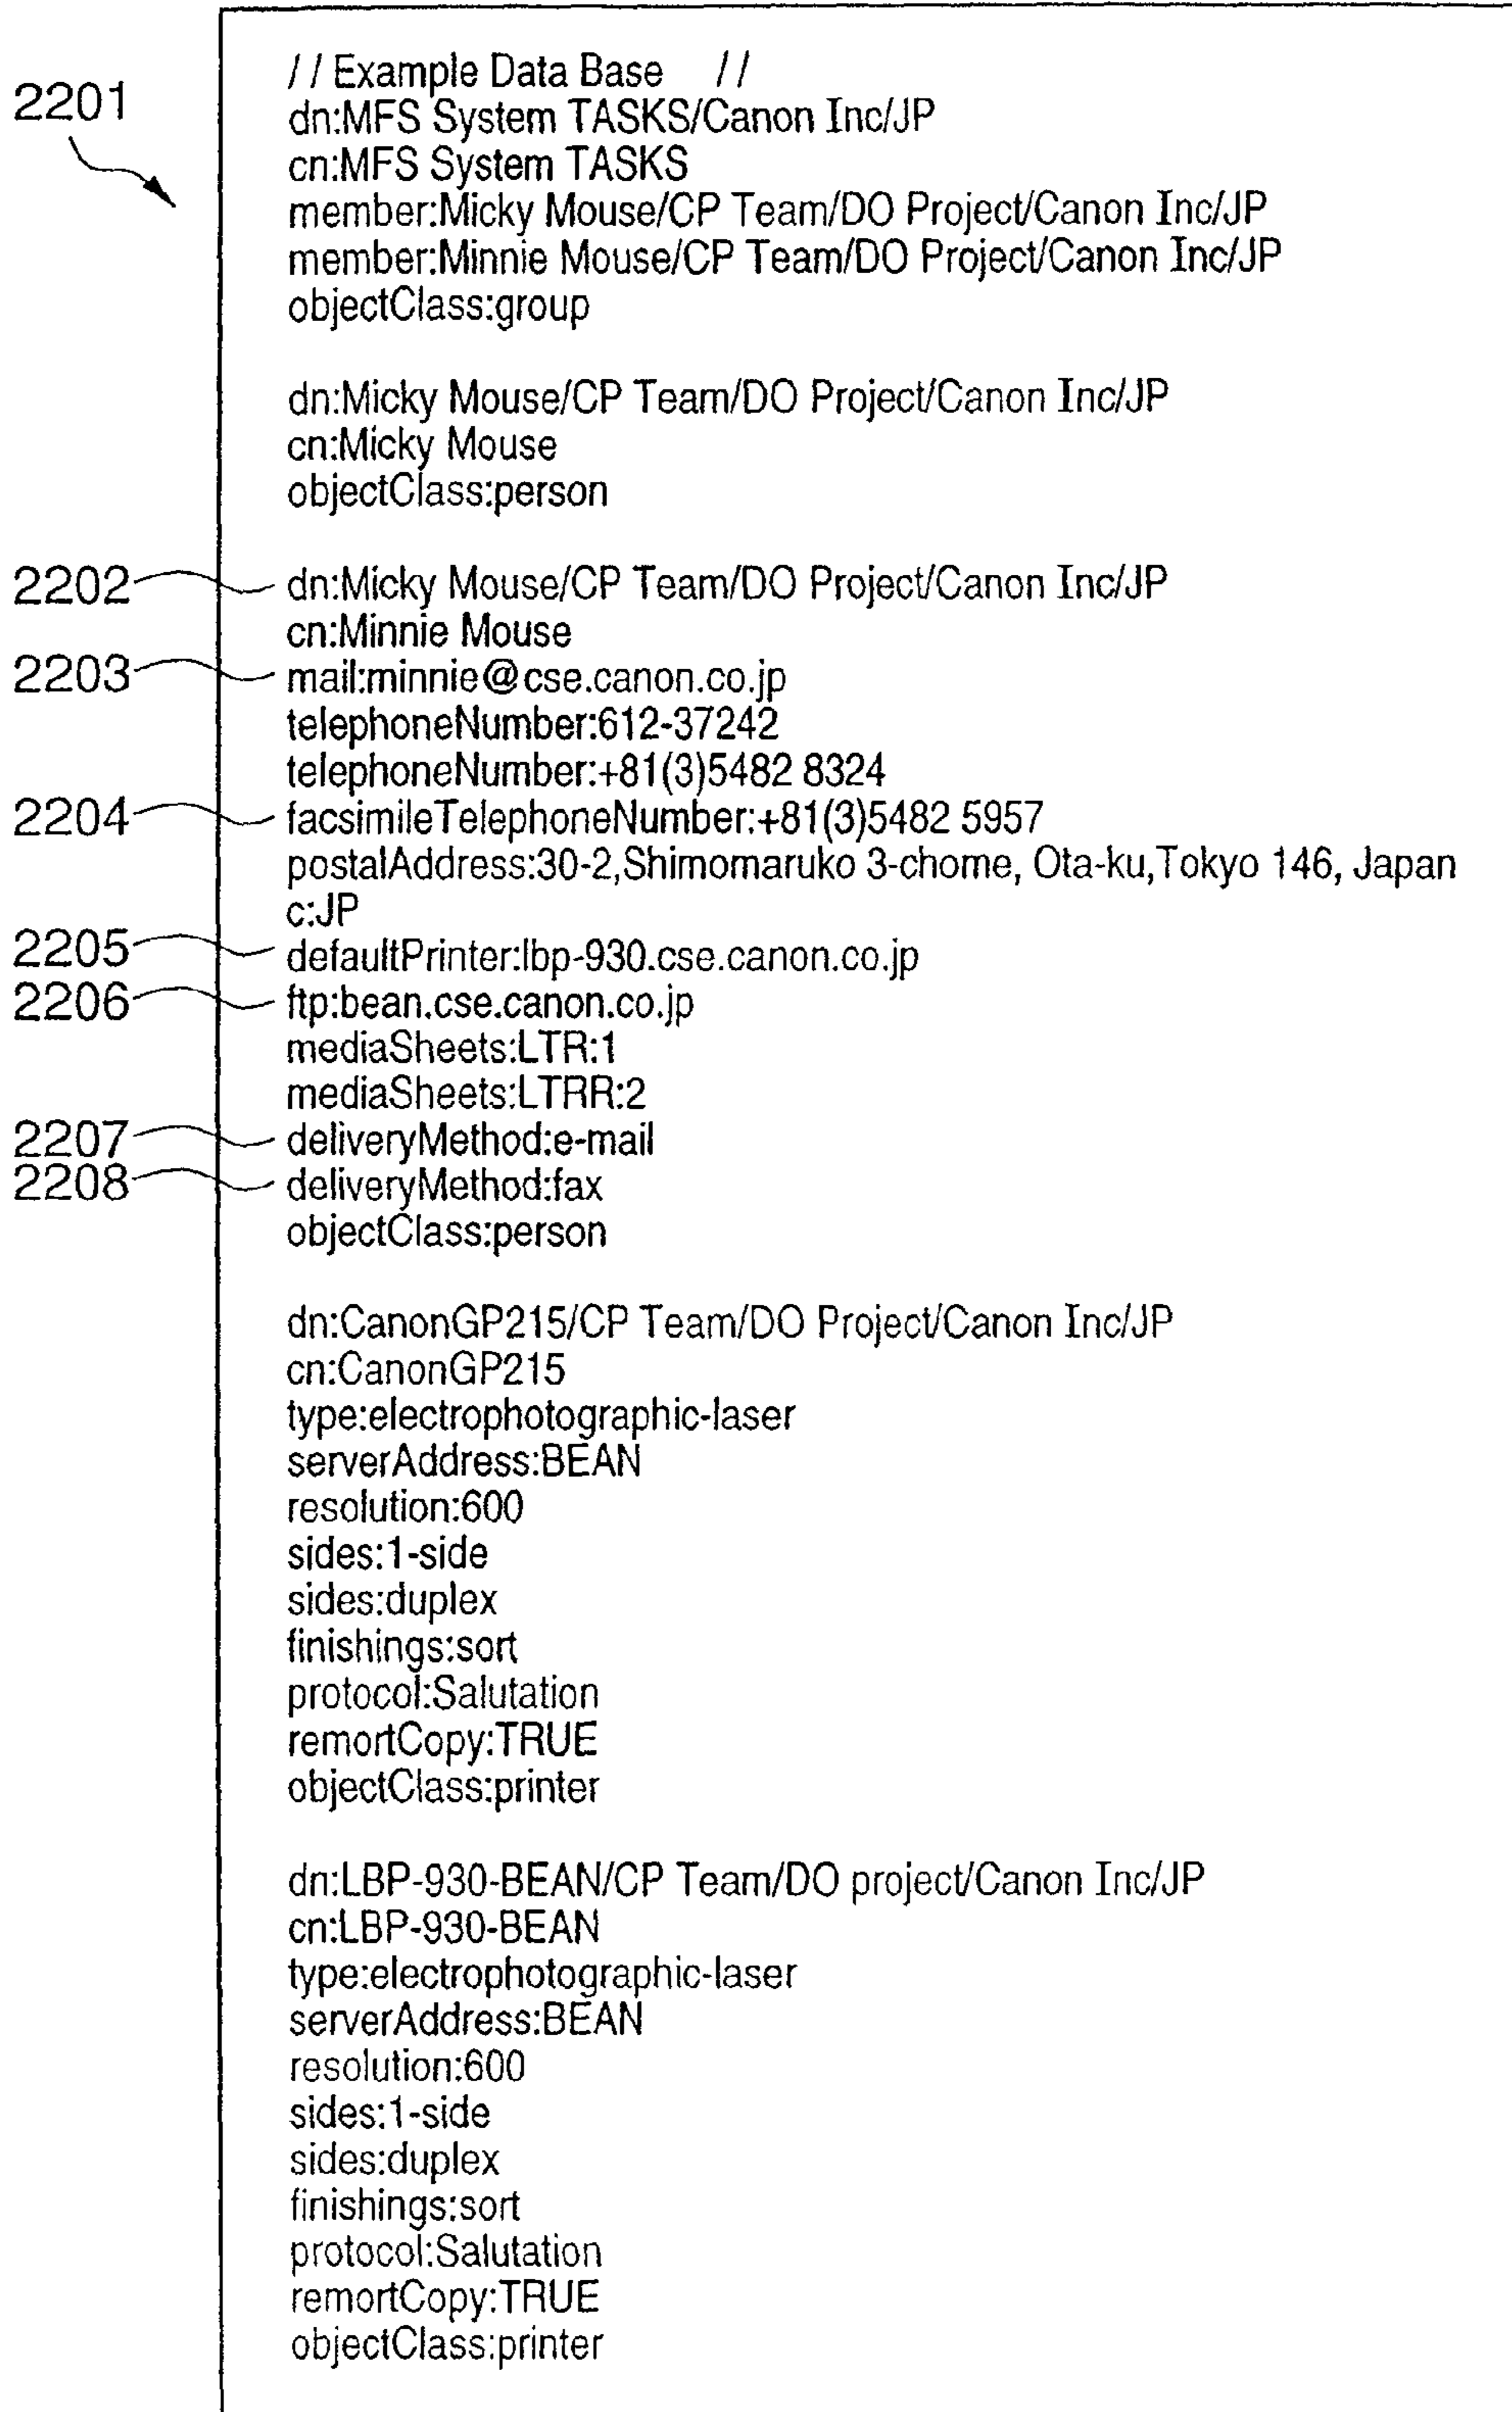 // Example Data Base //
2201
dn:MFS System TASKS/Canon Inc/JP
cn:MFS System TASKS
member:Micky Mouse/CP Team/DO Project/Canon Inc/JP
member:Minnie Mouse/CP Team/DO Project/Canon Inc/JP
objectClass:group
dn:Micky Mouse/CP Team/DO Project/Canon Inc/JP
cn:Micky Mouse
objectClass:person
2202 dn:Micky Mouse/CP Team/DO Project/Canon Inc/JP
cn:Minnie Mouse
2203 mail:minnie@cse.canon.co.jp
telephoneNumber:612-37242
telephoneNumber:+81(3)5482 8324
2204 facsimileTelephoneNumber:+81(3)5482 5957
postalAddress:30-2,Shimomaruko 3-chome, Ota-ku,Tokyo 146, Japan
c:JP
2205 defaultPrinter:lbp-930.cse.canon.co.jp
2206 ftp:bean.cse.canon.co.jp
mediaSheets:LTR:1
mediaSheets:LTRR:2
2207 deliveryMethod:e-mail
2208 deliveryMethod:fax
objectClass:person
dn:CanonGP215/CP Team/DO Project/Canon Inc/JP
cn:CanonGP215
type:electrophotographic-laser
serverAddress:BEAN
resolution:600
sides:1-side
sides:duplex
finishings:sort
protocol:Salutation
remortCopy:TRUE
objectClass:printer
dn:LBP-930-BEAN/CP Team/DO project/Canon Inc/JP
cn:LBP-930-BEAN
type:electrophotographic-laser
serverAddress:BEAN
resolution:600
sides:1-side
sides:duplex
finishings:sort
protocol:Salutation
remortCopy:TRUE
objectClass:printer